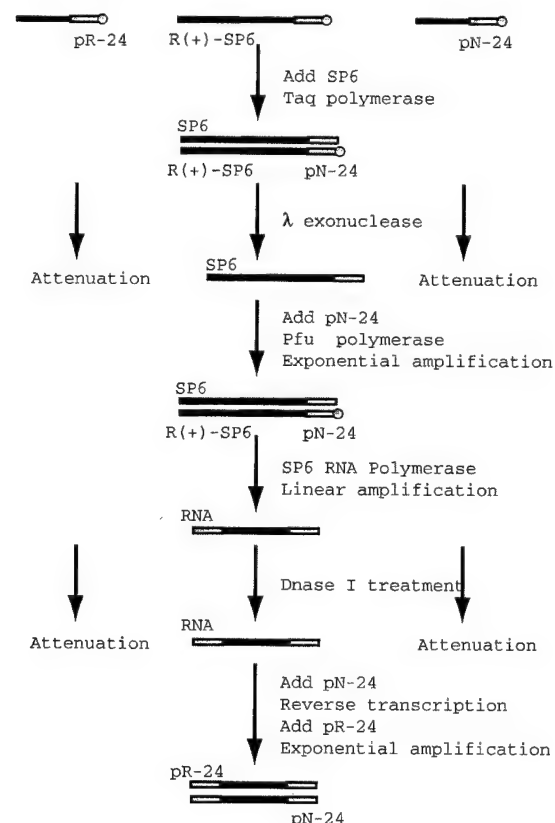 pR-24
R(+)-SP6
pN-24
Add SP6
Taq polymerase
SP6
R(+)-SP6 pN-24
λ exonuclease
Attenuation
SP6
Attenuation
Add pN-24
Pfu polymerase
Exponential amplification
SP6
R(+)-SP6 pN-24
SP6 RNA Polymerase
Linear amplification
RNA
Dnase I treatment
Attenuation
RNA
Attenuation
Add pN-24
Reverse transcription
Add pR-24
Exponential amplification
pR-24
pN-24